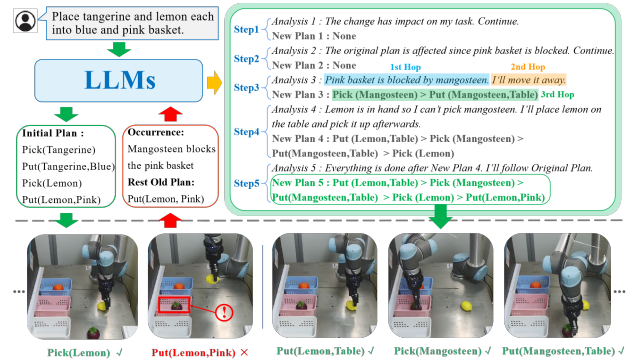 Place tangerine and lemon each
into blue and pink basket.
LLMs
Initial Plan :
Pick(Tangerine)
Put(Tangerine,Blue)
Pick(Lemon)
Put(Lemon,Pink)
Occurrence:
Mangosteen blocks
the pink basket
Rest Old Plan:
Put(Lemon, Pink)
Step1
Analysis 1 : The change has impact on my task. Continue.
New Plan 1 : None
Step2
Analysis 2 : The original plan is affected since pink basket is blocked. Continue.
New Plan 2 : None
1st Hop
2nd Hop
Step3
Analysis 3 : Pink basket is blocked by mangosteen. I'll move it away.
New Plan 3 : Pick (Mangosteen) > Put (Mangosteen,Table)
3rd Hop
Step4
Analysis 4 : Lemon is in hand so I can't pick mangosteen. I'll place lemon on
the table and pick it up afterwards.
New Plan 4 : Put (Lemon,Table) > Pick (Mangosteen) >
Put(Mangosteen,Table) > Pick (Lemon)
Step5
Analysis 5 : Everything is done after New Plan 4. I'll follow Original Plan.
New Plan 5 : Put (Lemon,Table) > Pick (Mangosteen) >
Put(Mangosteen,Table) > Pick (Lemon) > Put(Lemon,Pink)
...
!
...
Pick(Lemon) √
Put(Lemon,Pink) ×
Put(Lemon,Table) √
Pick(Mangosteen) √
Put(Mangosteen,Table) √